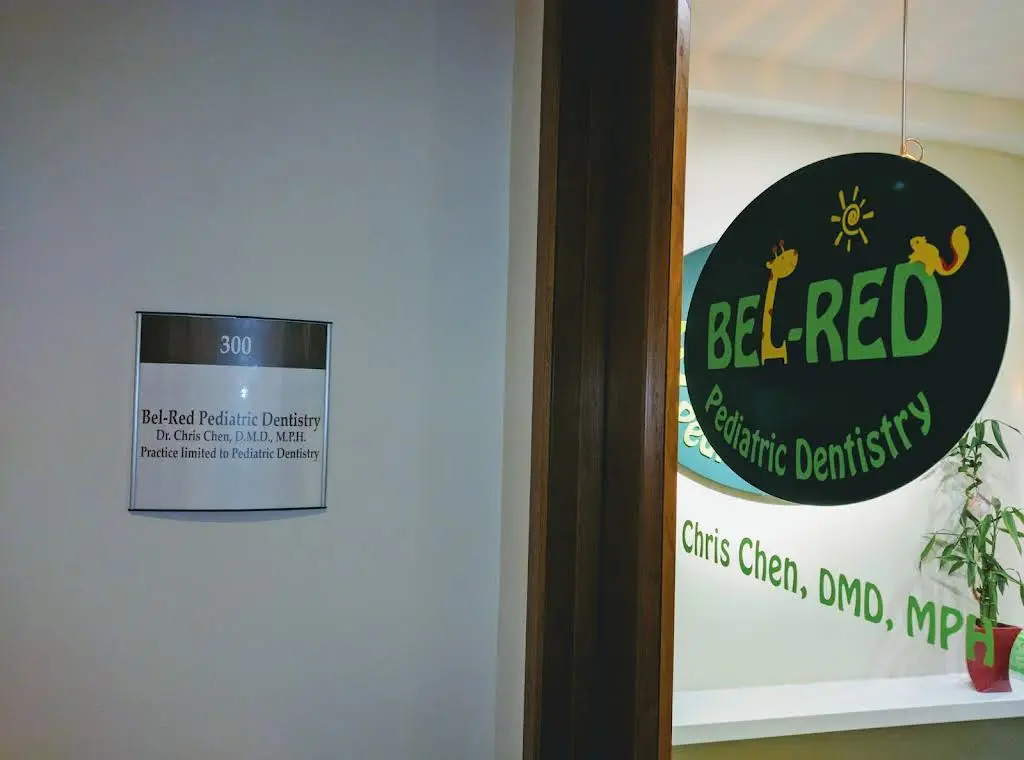 300
Bel-Red Pediatric Dentistry
Dr. Chris Chen, D.M.D., M.P.H.
Practice limited to Pediatric Dentistry
BEL-RED
Pediatric Dentistry
Chris Chen, DMD, MPH